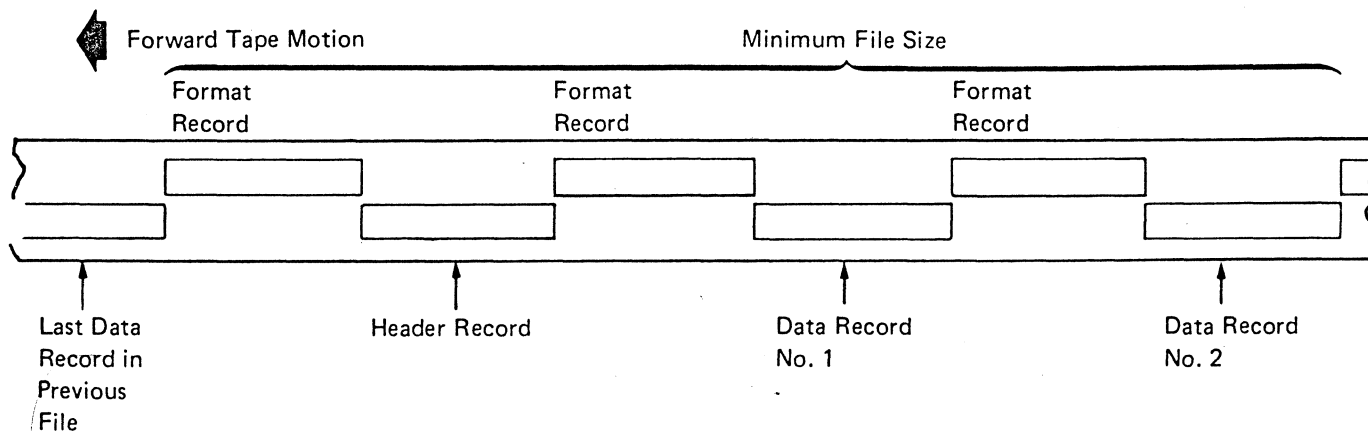 Forward Tape Motion
Minimum File Size
Format
Record
Format
Record
Format
Record
Last Data
Record in
Previous
File
Header Record
Data Record
No. 1
Data Record
No. 2